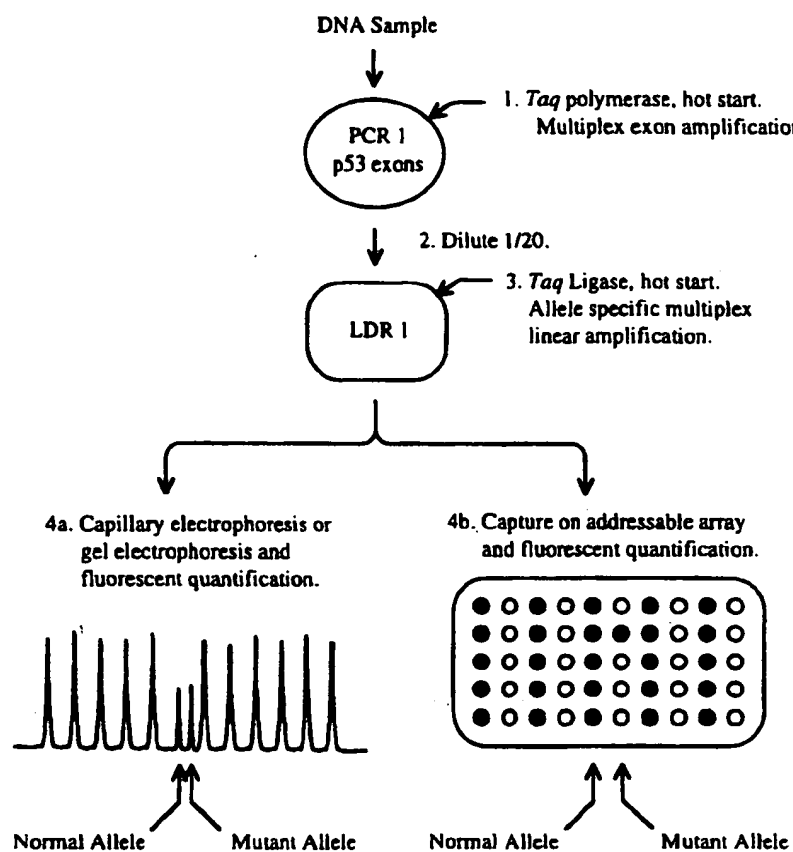 DNA Sample
1. Taq polymerase, hot start.
Multiplex exon amplification
PCR 1
p53 exons
2. Dilute 1/20.
3. Taq Ligase, hot start.
Allele specific multiplex
linear amplification.
LDR 1
4a. Capillary electrophoresis or
gel electrophoresis and
fluorescent quantification.
4b. Capture on addressable array
and fluorescent quantification.
Normal Allele
Mutant Allele
Normal Allele
Mutant Allele